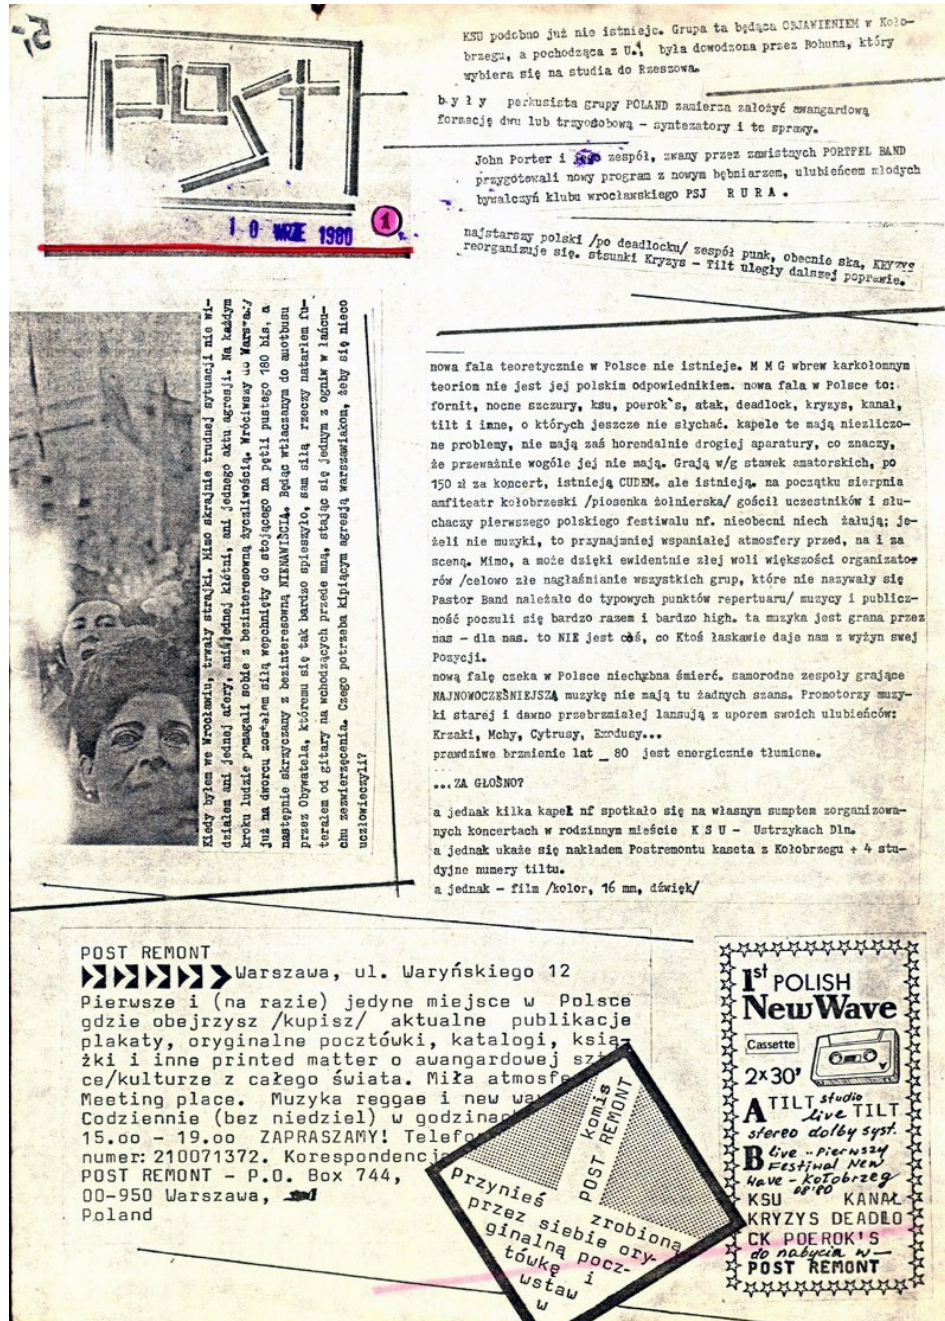 5,-
POST
10 WRZE 1980
1
KSU podobno już nie istnieje. Grupa ta będąca OBJAWIENIEM w Koło-
brzegu, a pochodząca z U., była dowodzona przez Bohuna, który
wybiera się na studia do Rzeszowa.
b y ł y perkusista grupy POLAND zamierza założyć awangardową
formację dwu lub trzyosobową - syntezatory i te sprawy.
John Porter i jego zespół, zwany przez zawistnych PORTFEL BAND
przygotowali nowy program z nowym bębniarzem, ulubieńcem młodych
bywalczyń klubu wrocławskiego PSJ R U R A .
najstarszy polski /po deadlocku/ zespół punk, obecnie ska, KRYZYS
reorganizuje się. stsunki Kryzys - Tilt uległy dalszej poprawie.
Kiedy byłem we Wrocławiu, trwały strajki. Mimo skrajnie trudnej sytuacji nie wi-
działem ani jednej afery, ani jednej kłótni, ani jednego aktu agresji. Na każdym
kroku ludzie pomagali sobie z bezinteresowną życzliwością. Wróciwszy do Warszawy
już na dworcu zostałem siłą wepchnięty do stojącego na pętli pustego 180 bis, a
następnie skrzyczany z bezinteresowną NIENAWIŚCIĄ. Będąc wtłaczanym do autobusu
przez Obywatela, któremu się tak bardzo spieszyło, sam siłą rzeczy natarłem fu-
terałem od gitary na wchodzących przede mną, stając się jednym z ogniw w łańcu-
chu zezwierzęcenia. Czego potrzeba kipiącym agresją warszawiakom, żeby się nieco
uczłowieczyli?
nowa fala teoretycznie w Polsce nie istnieje. M M G wbrew karkołomnym
teoriom nie jest jej polskim odpowiednikiem. nowa fala w Polsce to:
fornit, nocne szczury, ksu, poerok`s, atak, deadlock, kryzys, kanał,
tilt i inne, o których jeszcze nie słychać. kapele te mają niezliczo-
ne problemy, nie mają zaś horendalnie drogiej aparatury, co znaczy,
że przeważnie wogóle jej nie mają. Grają w/g stawek amatorskich, po
150 zł za koncert, istnieją CUDEM. ale istnieją. na początku sierpnia
amfiteatr kołobrzeski /piosenka żołnierska/ gościł uczestników i słu-
chaczy pierwszego polskiego festiwalu nf. nieobecni niech żałują; je-
żeli nie muzyki, to przynajmniej wspaniałej atmosfery przed, na i za
sceną. Mimo, a może dzięki ewidentnie złej woli większości organizato-
rów /celowo złe nagłaśnianie wszystkich grup, które nie nazywały się
Pastor Band należało do typowych punktów repertuaru/ muzycy i publicz-
ność poczuli się bardzo razem i bardzo high. ta muzyka jest grana przez
nas - dla nas. to NIE jest coś, co Ktoś łaskawie daje nam z wyżyn swej
Pozycji.
nową falę czeka w Polsce niechybna śmierć. samorodne zespoły grające
NAJNOWOCZEŚNIEJSZĄ muzykę nie mają tu żadnych szans. Promotorzy muzy-
ki starej i dawno przebrzmiałej lansują z uporem swoich ulubieńców:
Krzaki, Mchy, Cytrusy, Exodusy...
prawdziwe brzmienie lat _ 80 jest energicznie tłumione.
...ZA GŁOŚNO?
a jednak kilka kapel nf spotkało się na własnym sumptem zorganizowa-
nych koncertach w rodzinnym mieście K S U - Ustrzykach Dln.
a jednak ukaże się nakładem Postremontu kaseta z Kołobrzegu + 4 stu-
dyjne numery tiltu.
a jednak - film /kolor, 16 mm, dźwięk/
POST REMONT
Warszawa, ul. Waryńskiego 12
Pierwsze i (na razie) jedyne miejsce w Polsce
gdzie obejrzysz /kupisz/ aktualne publikacje
plakaty, oryginalne pocztówki, katalogi, ksią-
żki i inne printed matter o awangardowej szt
ce/kulturze z całego świata. Miła atmosfe
Meeting place. Muzyka reggae i new wa
Codziennie (bez niedziel) w godzinac
15.oo - 19.oo ZAPRASZAMY! Telefo
numer: 210071372. Korespondencj
POST REMONT - P.O. Box 744,
00-950 Warszawa,
Poland
komis
POST REMONT
Przynieś zrobioną
przez siebie ory-
ginalną pocz-
tówkę i
wstaw
w
1st POLISH
New Wave
Cassette
2×30'
A TILT studio
live TILT
stereo dolby syst.
B live - Pierwszy
Festiwal New
Wave - Kołobrzeg
08'80
KSU KANAŁ
KRYZYS DEADLO
CK POEROK'S
do nabycia w -
POST REMONT